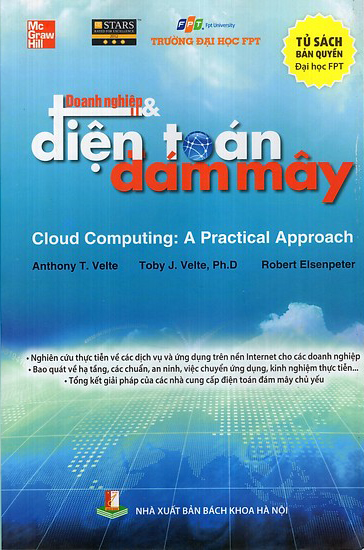 Mc
Graw
Hill
STARS
FPT Fpt University
TRƯỜNG ĐẠI HỌC FPT
TỦ SÁCH
BẢN QUYỀN
Đại học FPT
Doanh nghiệp
&
điện toán
đám mây
Cloud Computing: A Practical Approach
Anthony T. Velte Toby J. Velte, Ph.D Robert Elsenpeter
• Nghiên cứu thực tiễn về các dịch vụ và ứng dụng trên nền Internet cho các doanh nghiệp
• Bao quát về hạ tầng, các chuẩn, an ninh, việc chuyển ứng dụng, kinh nghiệm thực tiễn...
• Tổng kết giải pháp của các nhà cung cấp điện toán đám mây chủ yếu
NHÀ XUẤT BẢN BÁCH KHOA HÀ NỘI